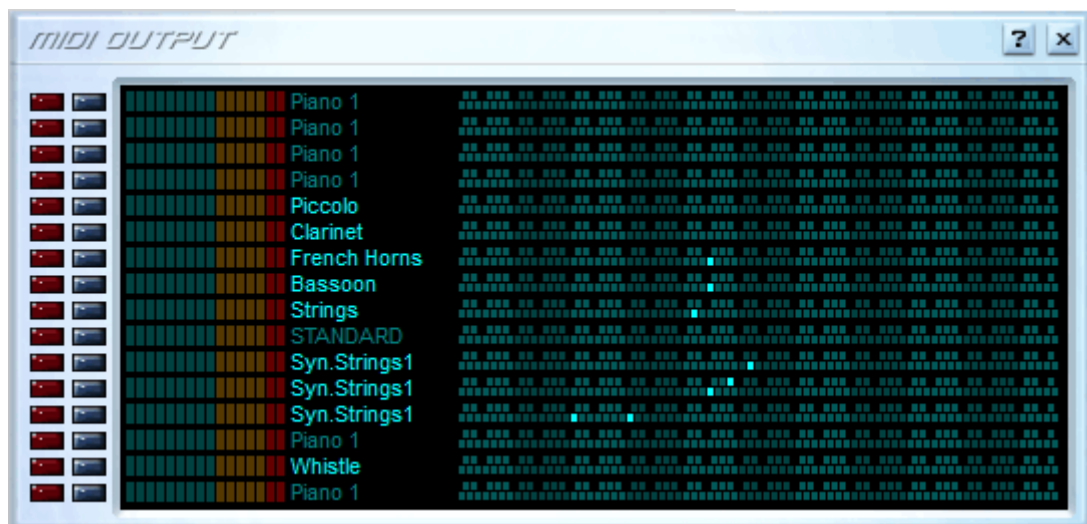 MIDI OUTPUT
? ×
Piano 1
Piano 1
Piano 1
Piano 1
Piccolo
Clarinet
French Horns
Bassoon
Strings
STANDARD
Syn.Strings1
Syn.Strings1
Syn.Strings1
Piano 1
Whistle
Piano 1